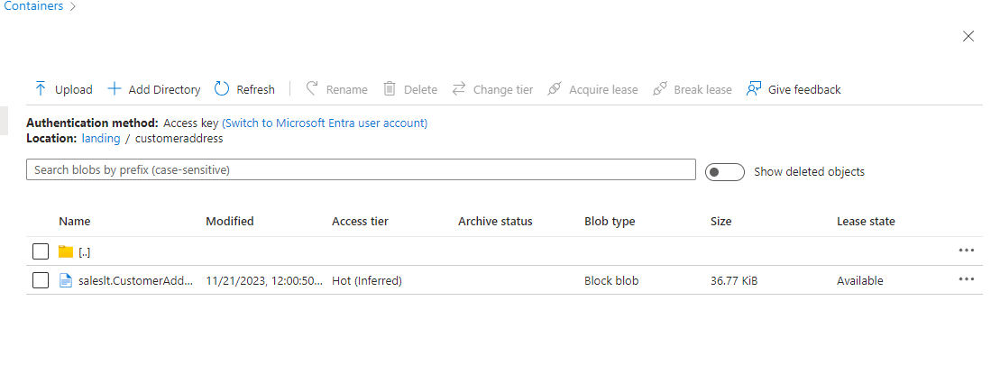 Containers
Upload Add Directory Refresh Rename Delete Change tier Acquire lease Break lease Give feedback
Authentication method: Access key (Switch to Microsoft Entra user account)
Location: landing / customeraddress
Search blobs by prefix (case-sensitive) Show deleted objects
Name Modified Access tier Archive status Blob type Size Lease state
[..] ...
saleslt.CustomerAdd... 11/21/2023, 12:00:50... Hot (Inferred) Block blob 36.77 KiB Available ...